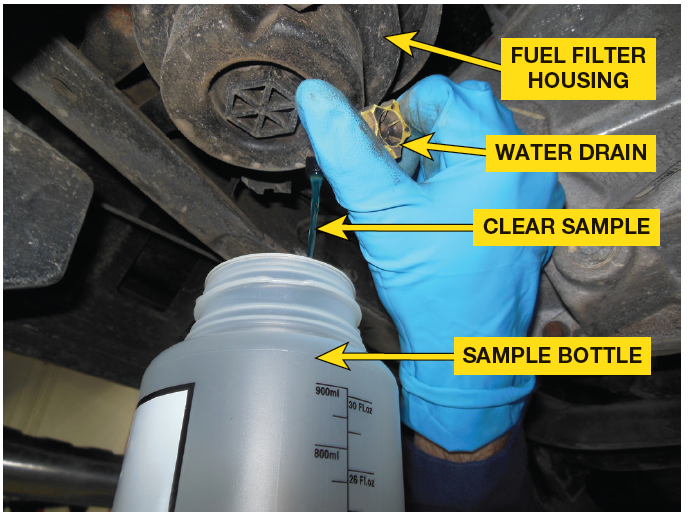 FUEL FILTER
HOUSING
WATER DRAIN
CLEAR SAMPLE
SAMPLE BOTTLE
900ml
30 Fl.oz
800ml
26 Fl.oz